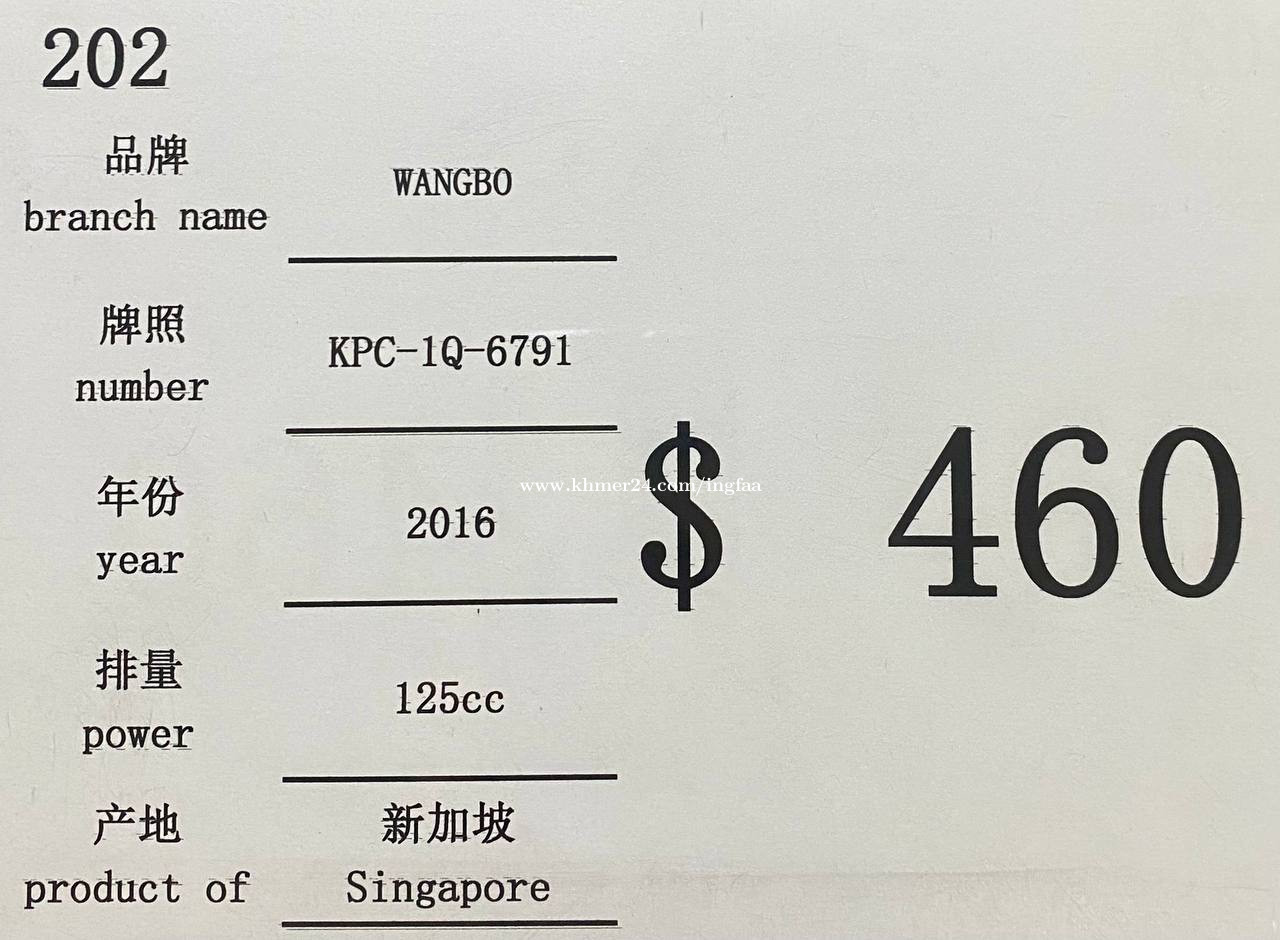 202
品牌
branch name
WANGBO
牌照
number
KPC-1Q-6791
年份
year
2016
排量
power
125cc
产地
product of
新加坡
Singapore
$ 460
www.khmer24.com/ingfaa